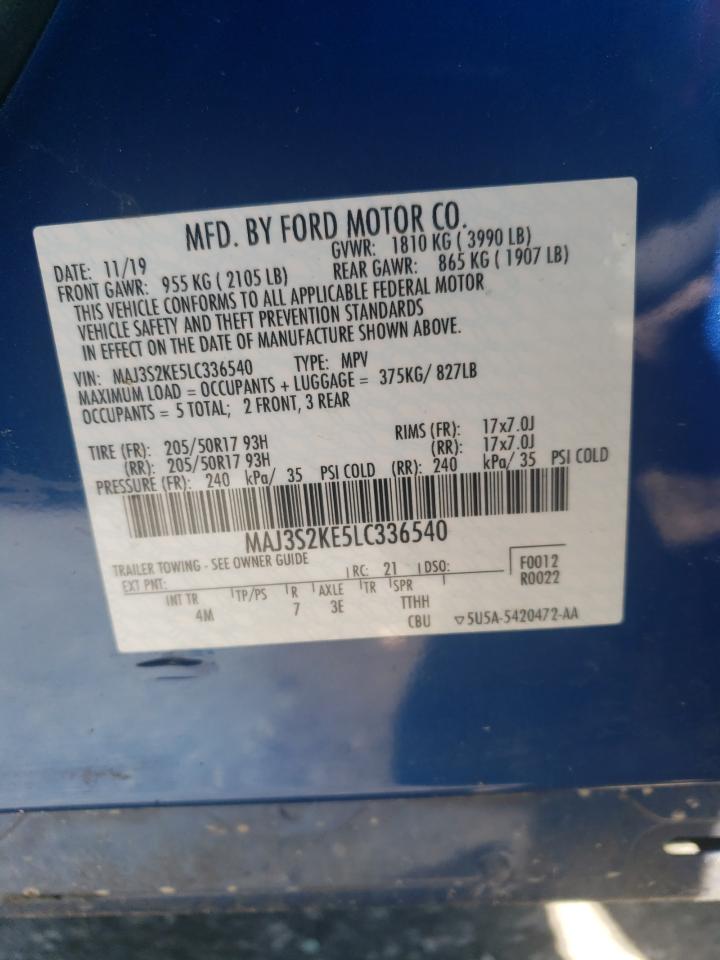 MFD. BY FORD MOTOR CO.
DATE: 11/19 GVWR: 1810 KG ( 3990 LB)
FRONT GAWR: 955 KG ( 2105 LB) REAR GAWR: 865 KG ( 1907 LB)
THIS VEHICLE CONFORMS TO ALL APPLICABLE FEDERAL MOTOR
VEHICLE SAFETY AND THEFT PREVENTION STANDARDS
IN EFFECT ON THE DATE OF MANUFACTURE SHOWN ABOVE.
VIN: MAJ3S2KE5LC336540 TYPE: MPV
MAXIMUM LOAD = OCCUPANTS + LUGGAGE = 375KG/ 827LB
OCCUPANTS = 5 TOTAL; 2 FRONT, 3 REAR
TIRE (FR): 205/50R17 93H RIMS (FR): 17x7.0J
(RR): 205/50R17 93H (RR): 17x7.0J
PRESSURE (FR): 240 kPa/ 35 PSI COLD (RR): 240 kPa/ 35 PSI COLD
MAJ3S2KE5LC336540
TRAILER TOWING - SEE OWNER GUIDE
EXT PNT: RC: 21 DSO: F0012
R0022
INT TR TP/PS R AXLE TR SPR
4M 7 3E TTHH
CBU ▽5U5A-5420472-AA